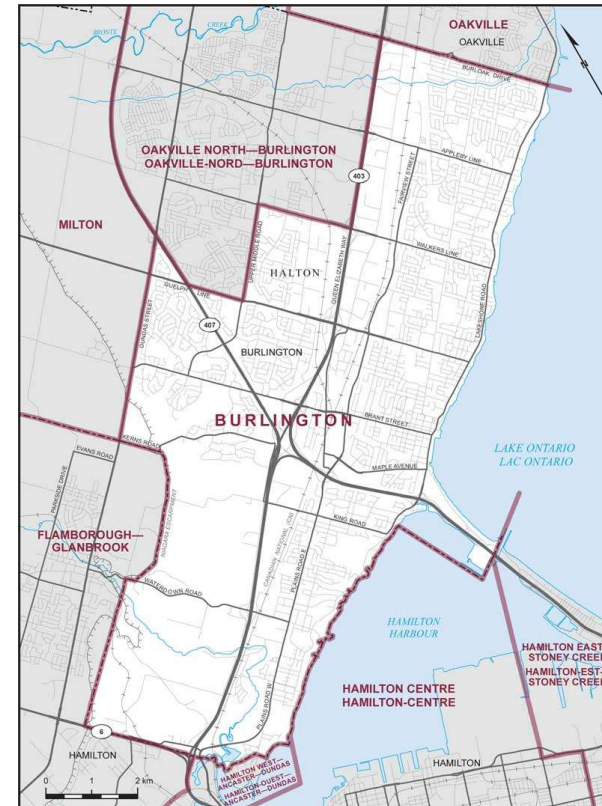 OAKVILLE
OAKVILLE
BRONTE
CREEK
BURLOAK DRIVE
N
OAKVILLE NORTH—BURLINGTON
OAKVILLE-NORD—BURLINGTON
403
FAIRVIEW STREET
APPLEBY LINE
MILTON
UPPER MIDDLE ROAD
HALTON
QUEEN ELIZABETH WAY
WALKERS LINE
GUELPH LINE
DUNDAS STREET
407
LAKESHORE ROAD
BURLINGTON
BRANT STREET
BURLINGTON
KERNS ROAD
EVANS ROAD
MAPLE AVENUE
LAKE ONTARIO
LAC ONTARIO
PARKSIDE DRIVE
NIAGARA ESCARPMENT
KING ROAD
CANADIAN NATIONAL (CN)
PLAINS ROAD E
FLAMBOROUGH—
GLANBROOK
WATERDOWN ROAD
HAMILTON
HARBOUR
HAMILTON EAST
STONEY CREE
HAMILTON-EST-
STONEY CREE
HAMILTON CENTRE
HAMILTON-CENTRE
PLAINS ROAD W
6
HAMILTON
HAMILTON
HAMILTON WEST—
ANCASTER—DUNDAS
HAMILTON-OUEST—
ANCASTER—DUNDAS
0 1 2 km